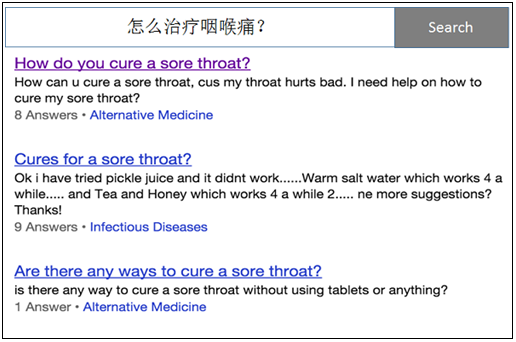 怎么治疗咽喉痛?
Search
How do you cure a sore throat?
How can u cure a sore throat, cus my throat hurts bad. I need help on how to
cure my sore throat?
8 Answers • Alternative Medicine
Cures for a sore throat?
Ok i have tried pickle juice and it didnt work......Warm salt water which works 4 a
while..... and Tea and Honey which works 4 a while 2..... ne more suggestions?
Thanks!
9 Answers • Infectious Diseases
Are there any ways to cure a sore throat?
is there any way to cure a sore throat without using tablets or anything?
1 Answer • Alternative Medicine